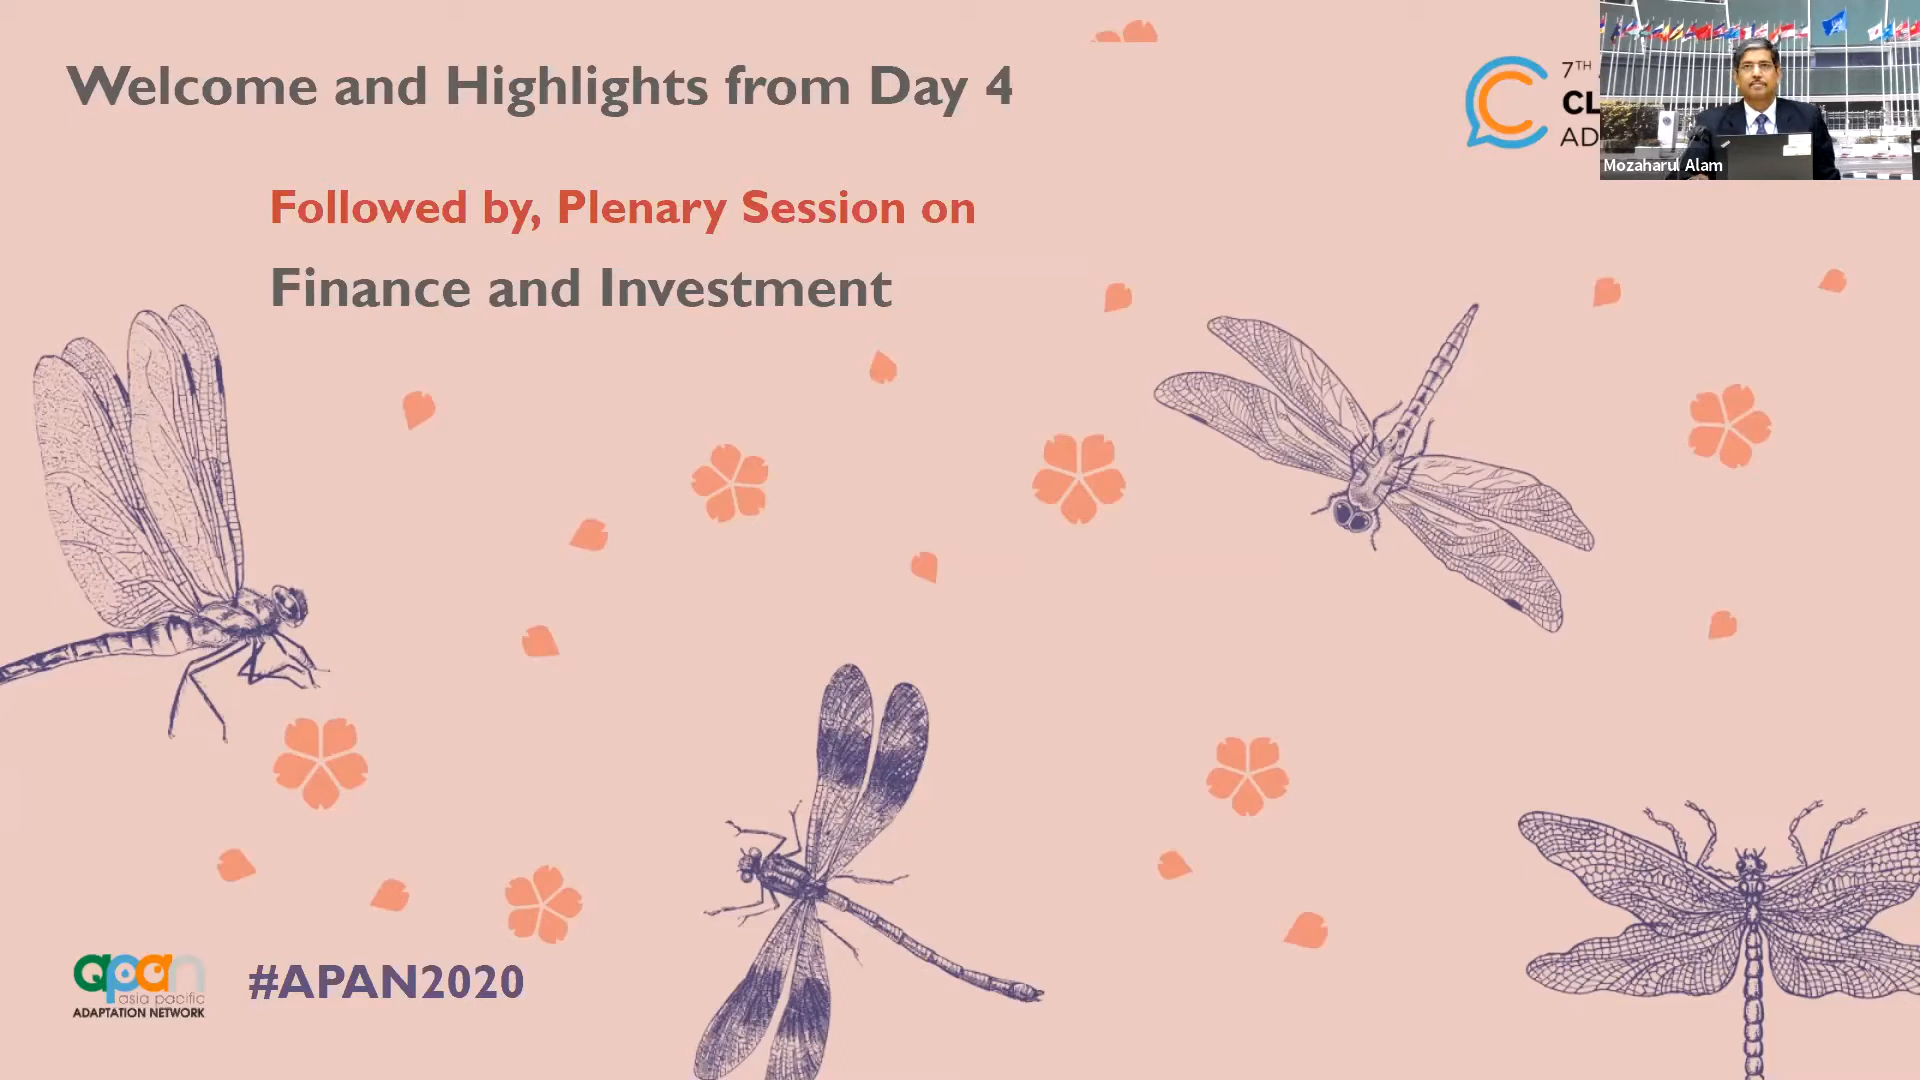 Welcome and Highlights from Day 4
7TH
CL
AD
Mozaharul Alam
Followed by, Plenary Session on
Finance and Investment
apan
asia pacific
ADAPTATION NETWORK
#APAN2020